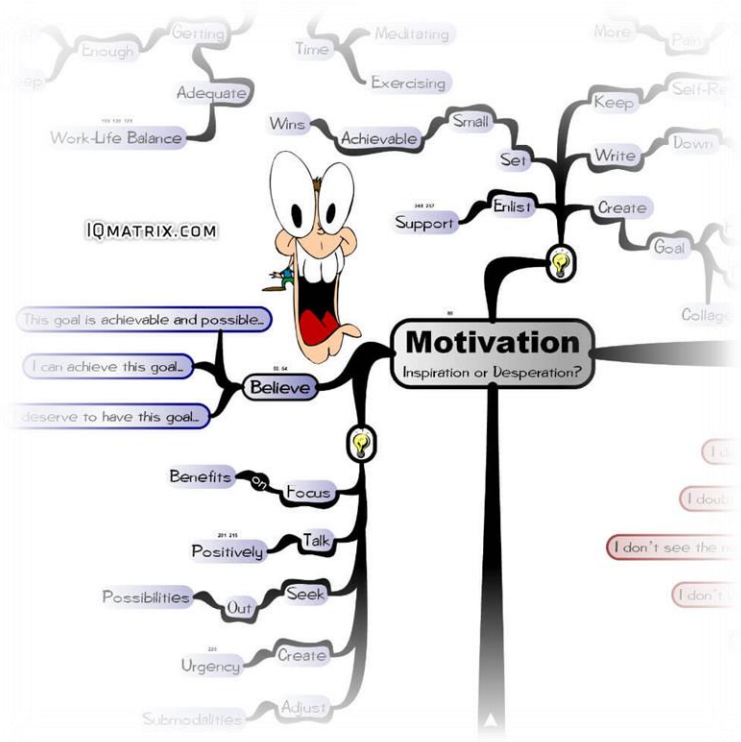 Getting
Enough
Adequate
Work-Life Balance
Time
Meditating
Exercising
More
Pain
Keep
Wins
Achievable
Small
Set
Write
Down
Support
Enlist
Create
Goal
Collage
IQMATRIX.COM
Motivation
Inspiration or Desperation?
This goal is achievable and possible...
I can achieve this goal...
deserve to have this goal...
Believe
Benefits on Focus
Positively
Talk
Possibilities
Out
Seek
Urgency
Create
Submodalities
Adjust
I don't see the
I don't